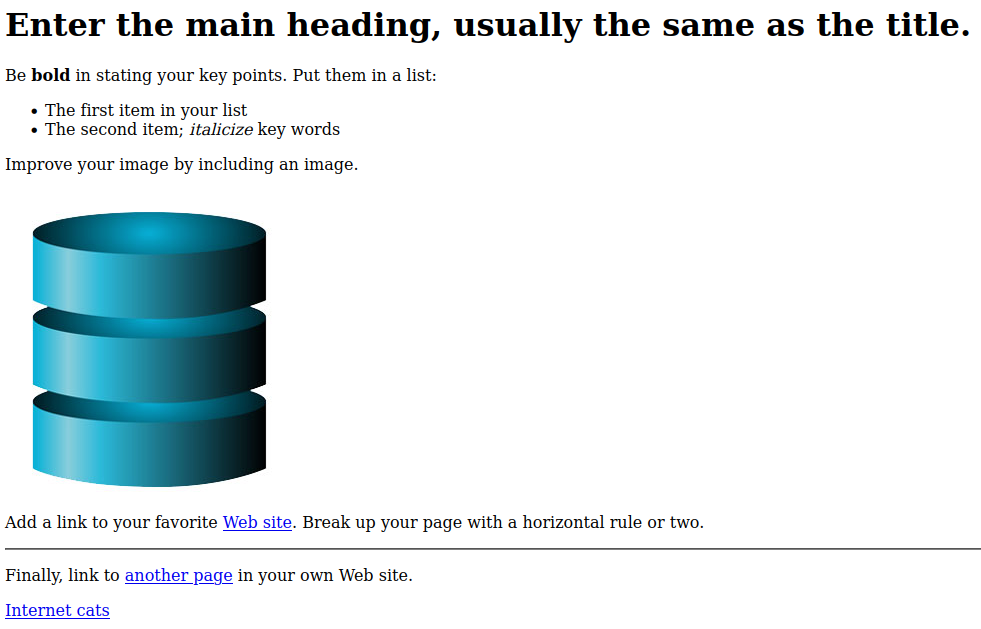 Enter the main heading, usually the same as the title.
Be bold in stating your key points. Put them in a list:
• The first item in your list
• The second item; italicize key words
Improve your image by including an image.
Add a link to your favorite Web site. Break up your page with a horizontal rule or two.
Finally, link to another page in your own Web site.
Internet cats